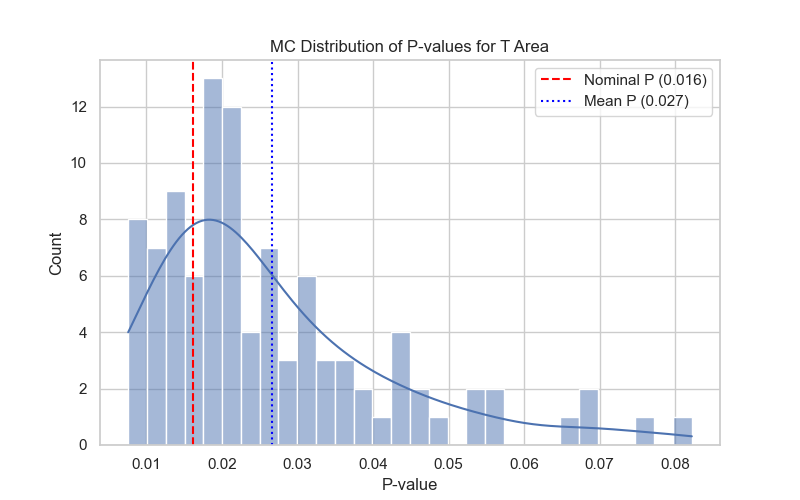 MC Distribution of P-values for T Area
Nominal P (0.016)
Mean P (0.027)
Count
12
10
8
6
4
2
0
0.01 0.02 0.03 0.04 0.05 0.06 0.07 0.08
P-value